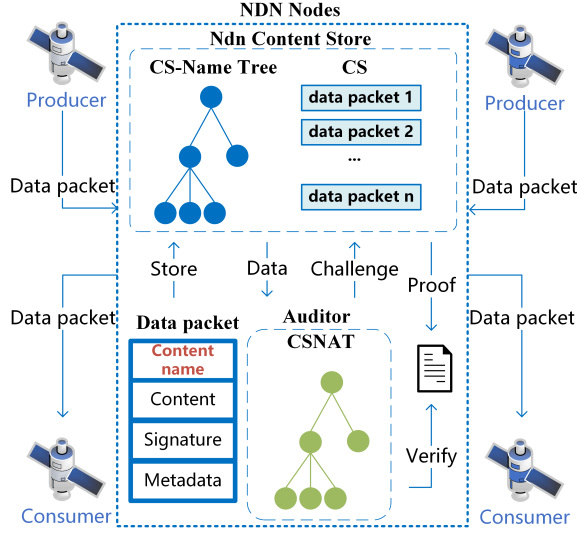 NDN Nodes
Ndn Content Store
CS-Name Tree
CS
data packet 1
data packet 2
...
data packet n
Producer
Producer
Data packet
Data packet
Store
Data
Challenge
Proof
Data packet
Data packet
Data packet
Content
name
Content
Signature
Metadata
Auditor
CSNAT
Verify
Consumer
Consumer